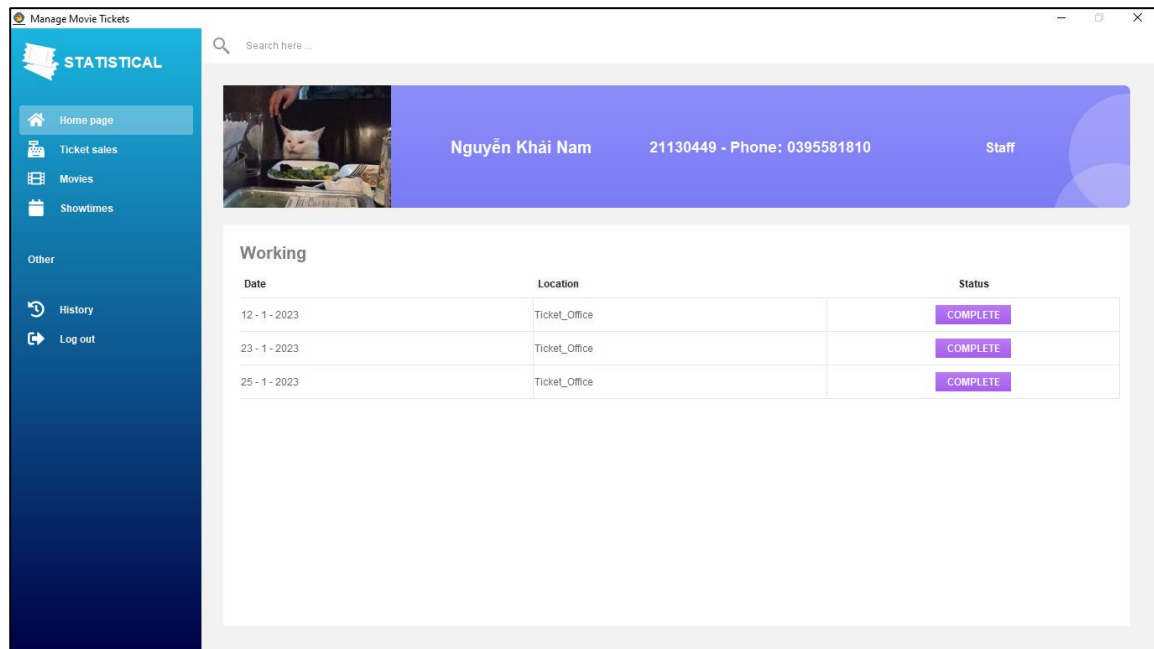 Manage Movie Tickets
STATISTICAL
Search here ...
Home page
Ticket sales
Movies
Showtimes
Other
History
Log out
Nguyễn Khải Nam 21130449 - Phone: 0395581810 Staff
Working
Date Location Status
12 - 1 - 2023 Ticket_Office COMPLETE
23 - 1 - 2023 Ticket_Office COMPLETE
25 - 1 - 2023 Ticket_Office COMPLETE